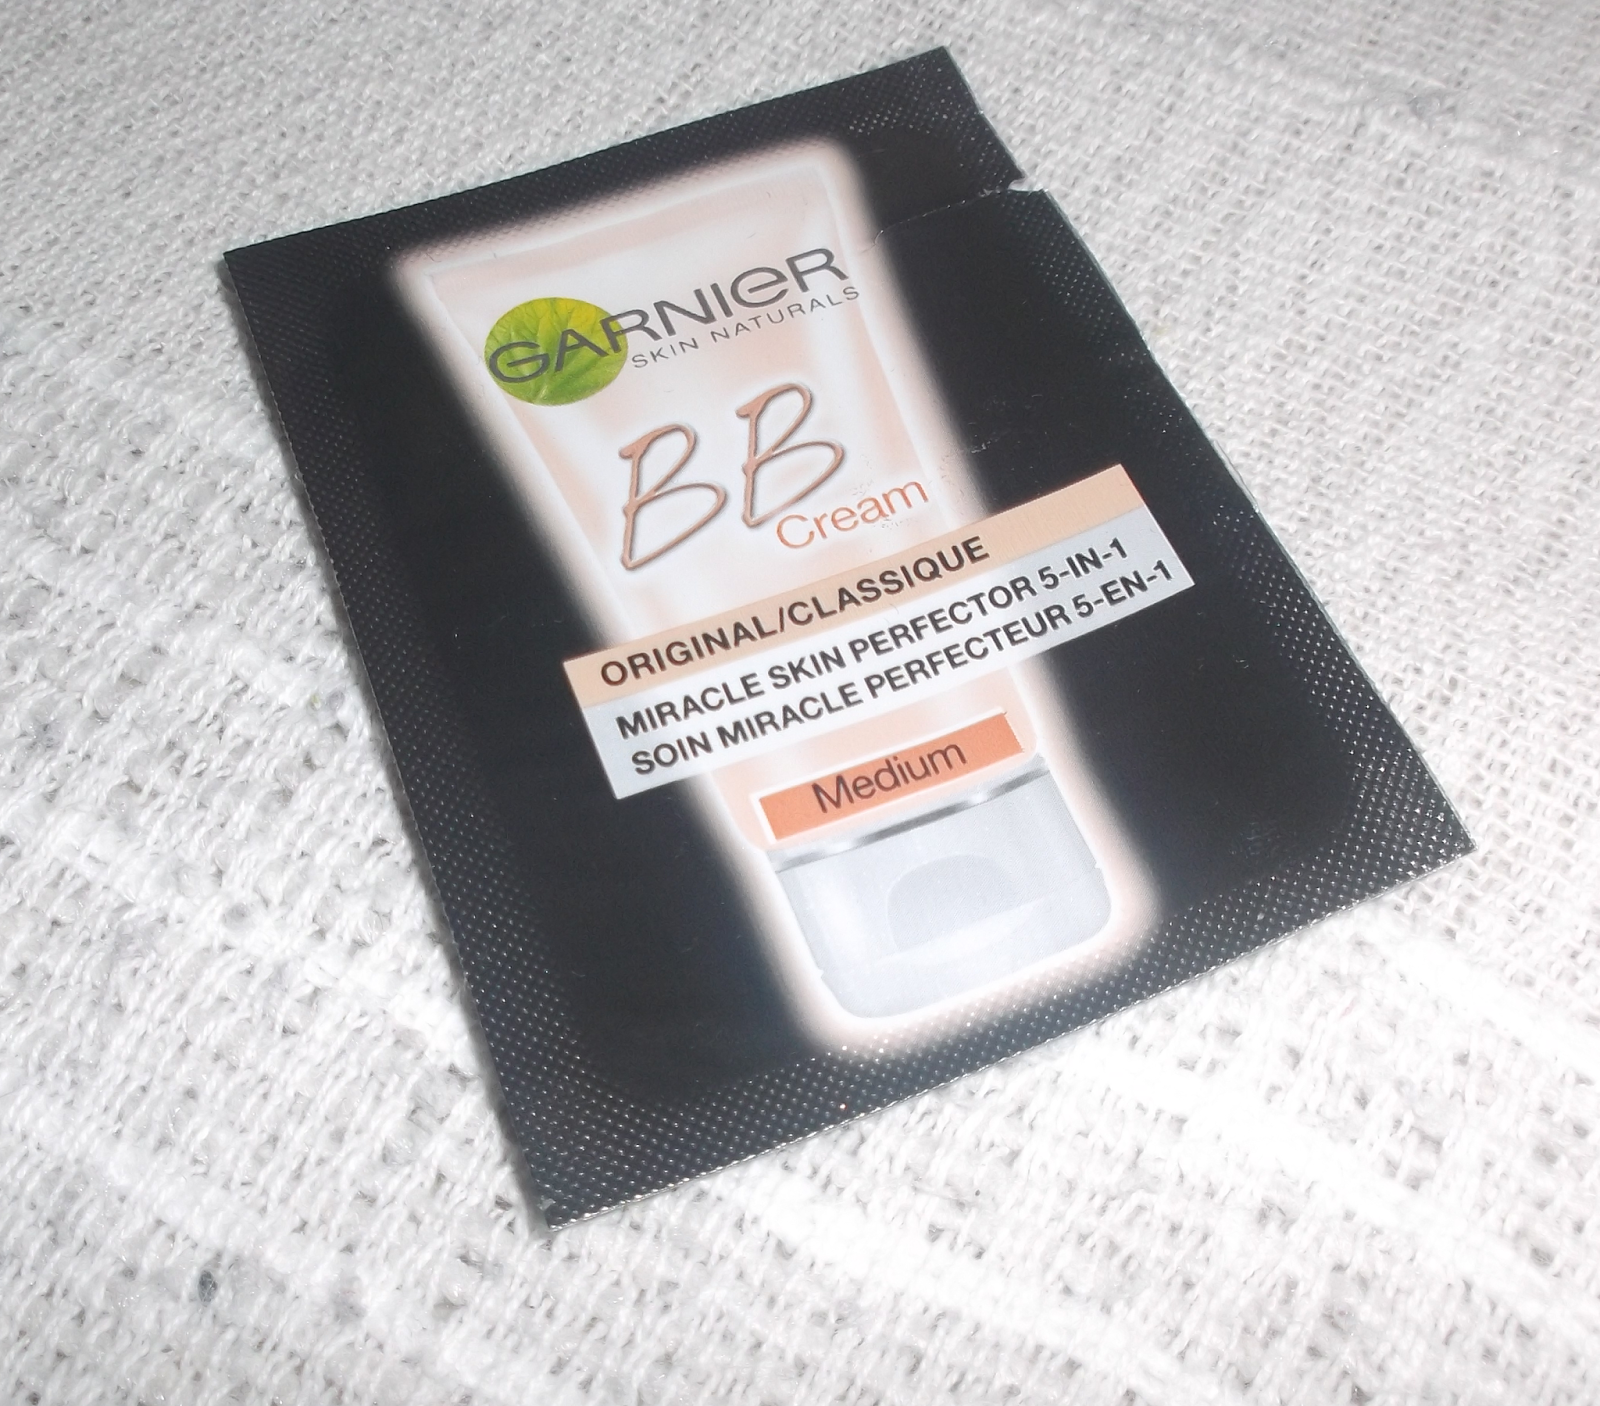 GARNIER
SKIN NATURALS
BB
Cream
ORIGINAL/CLASSIQUE
MIRACLE SKIN PERFECTOR 5-IN-1
SOIN MIRACLE PERFECTEUR 5-EN-1
Medium